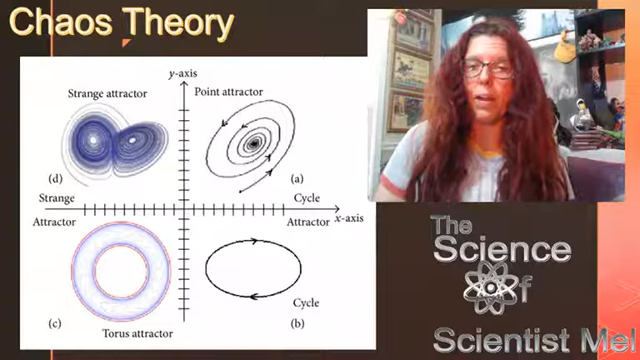 Chaos Theory
y-axis
Strange attractor
Point attractor
(d)
(a)
Strange
Cycle
Attractor
Attractor
x-axis
Cycle
(c)
(b)
Torus attractor
The
Science
of
Scientist Mel